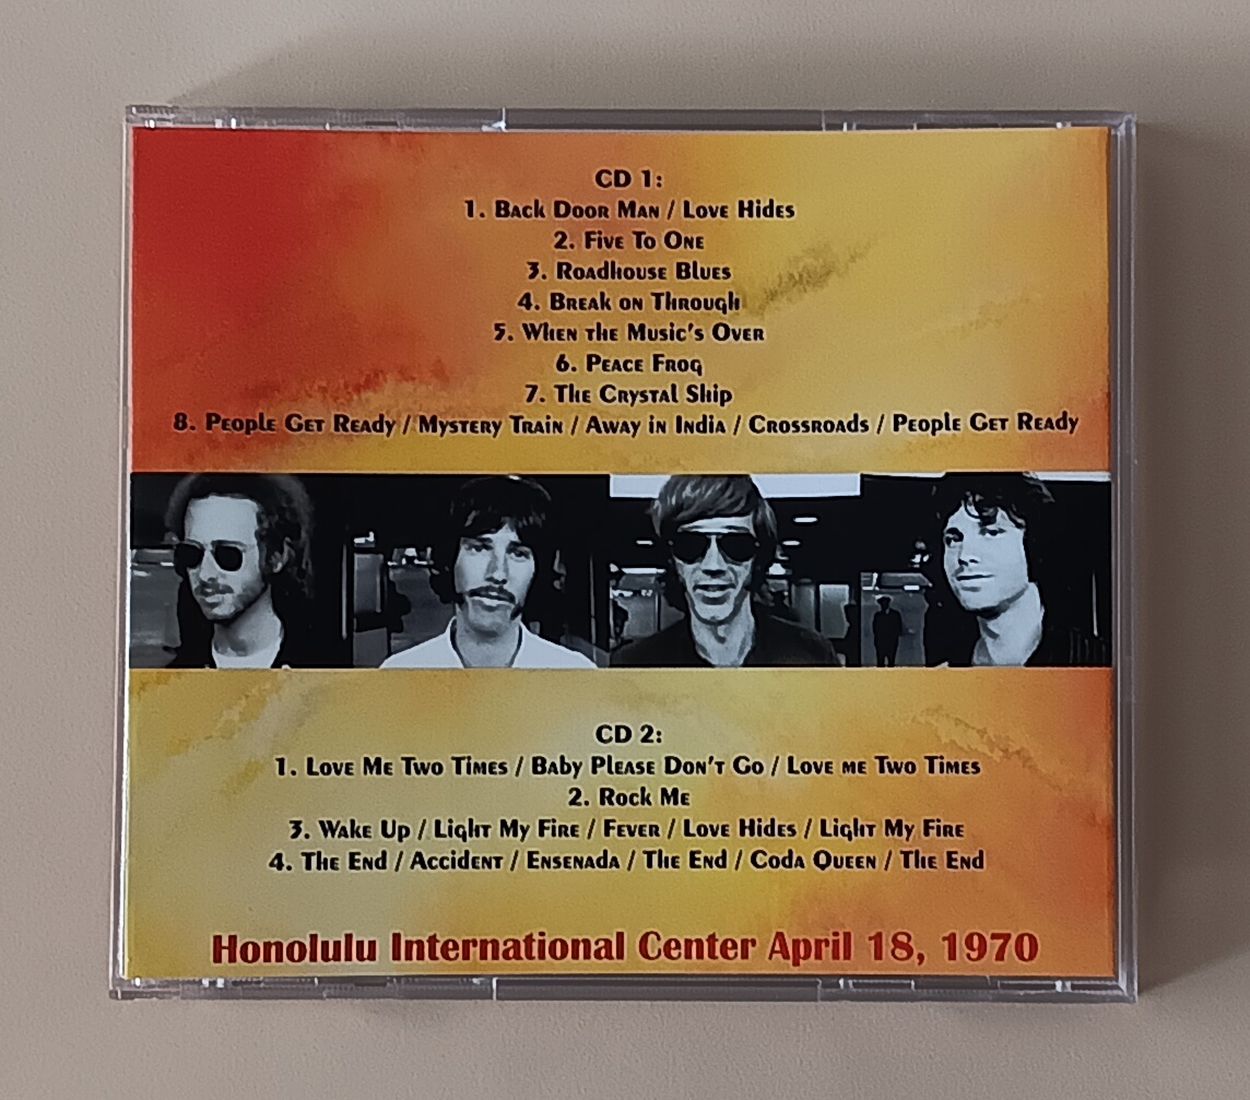 CD 1:
1. Back Door Man / Love Hides
2. Five To One
3. Roadhouse Blues
4. Break on Through
5. When the Music's Over
6. Peace Frog
7. The Crystal Ship
8. People Get Ready / Mystery Train / Away in India / Crossroads / People Get Ready
CD 2:
1. Love Me Two Times / Baby Please Don't Go / Love me Two Times
2. Rock Me
3. Wake Up / Light My Fire / Fever / Love Hides / Light My Fire
4. The End / Accident / Ensenada / The End / Coda Queen / The End
Honolulu International Center April 18, 1970